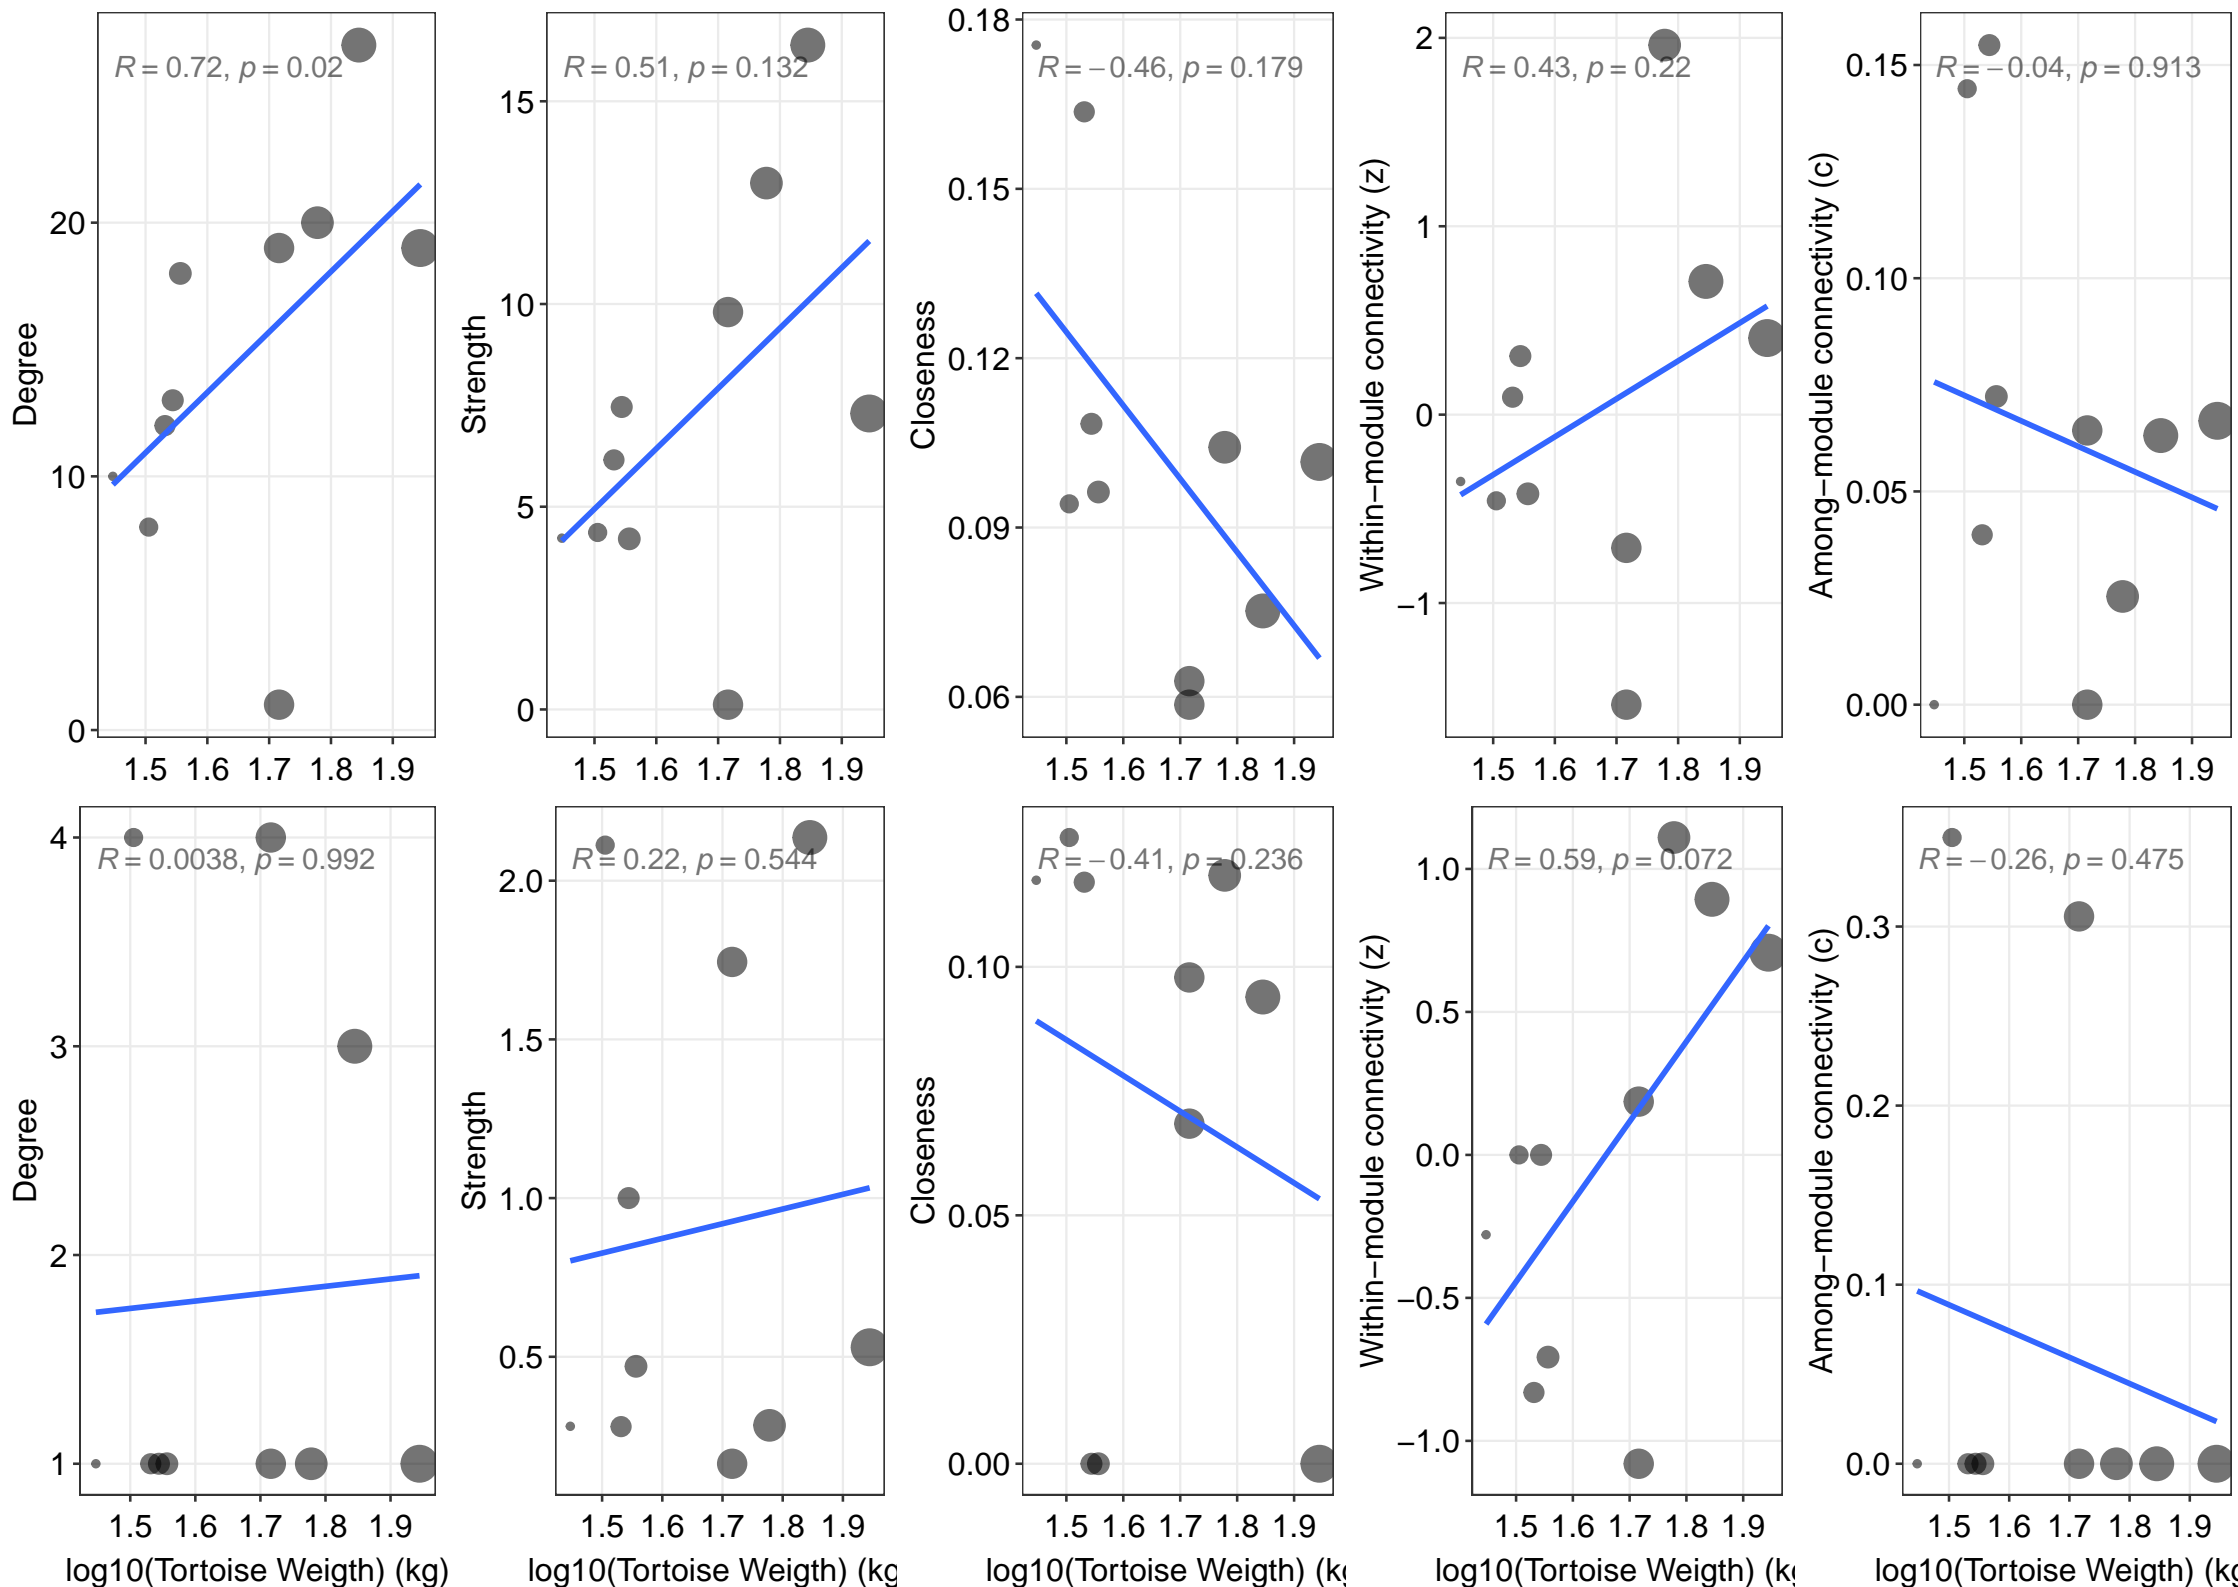 R = 0.72, p = 0.02
Degree
20
10
0
1.5 1.6 1.7 1.8 1.9
R = 0.51, p = 0.132
Strength
15
10
5
0
1.5 1.6 1.7 1.8 1.9
R = −0.46, p = 0.179
Closeness
0.18
0.15
0.12
0.09
0.06
1.5 1.6 1.7 1.8 1.9
R = 0.43, p = 0.22
Within−module connectivity (z)
2
1
0
−1
1.5 1.6 1.7 1.8 1.9
R = −0.04, p = 0.913
Among−module connectivity (c)
0.15
0.10
0.05
0.00
1.5 1.6 1.7 1.8 1.9
R = 0.0038, p = 0.992
Degree
4
3
2
1
1.5 1.6 1.7 1.8 1.9
log10(Tortoise Weigth) (kg)
R = 0.22, p = 0.544
Strength
2.0
1.5
1.0
0.5
1.5 1.6 1.7 1.8 1.9
log10(Tortoise Weigth) (kg
R = −0.41, p = 0.236
Closeness
0.10
0.05
0.00
1.5 1.6 1.7 1.8 1.9
log10(Tortoise Weigth) (k
R = 0.59, p = 0.072
Within−module connectivity (z)
1.0
0.5
0.0
−0.5
−1.0
1.5 1.6 1.7 1.8 1.9
log10(Tortoise Weigth) (k
R = −0.26, p = 0.475
Among−module connectivity (c)
0.3
0.2
0.1
0.0
1.5 1.6 1.7 1.8 1.9
log10(Tortoise Weigth) (k